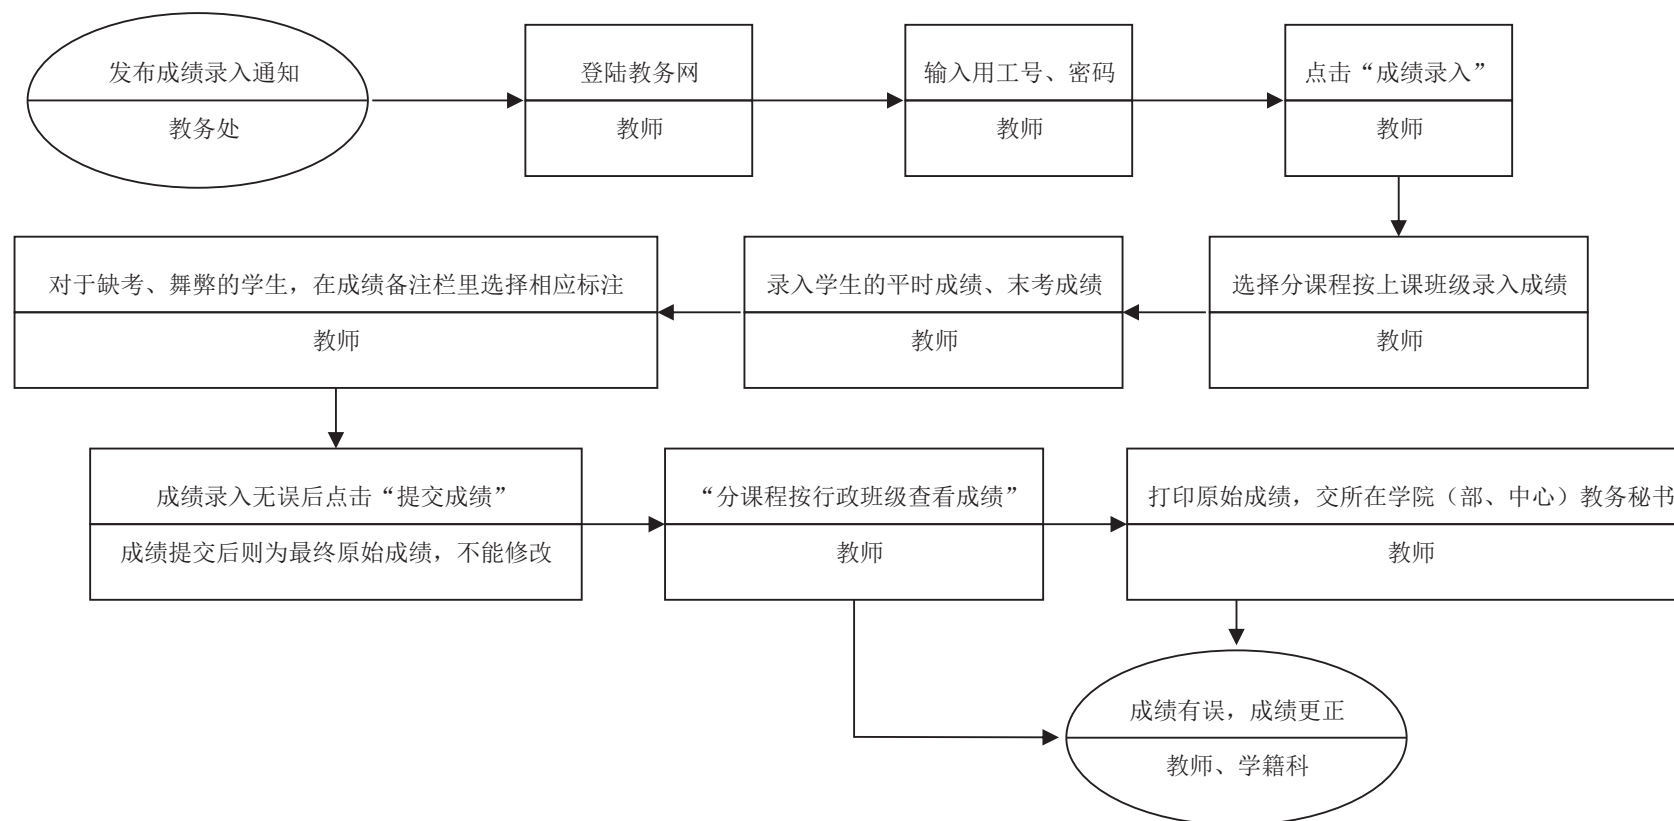 发布成绩录入通知
教务处
登陆教务网
教师
输入用工号、密码
教师
点击“成绩录入”
教师
选择分课程按上课班级录入成绩
教师
录入学生的平时成绩、末考成绩
教师
对于缺考、舞弊的学生，在成绩备注栏里选择相应标注
教师
成绩录入无误后点击“提交成绩”
成绩提交后则为最终原始成绩，不能修改
“分课程按行政班级查看成绩”
教师
打印原始成绩，交所在学院（部、中心）教务秘书
教师
成绩有误，成绩更正
教师、学籍科